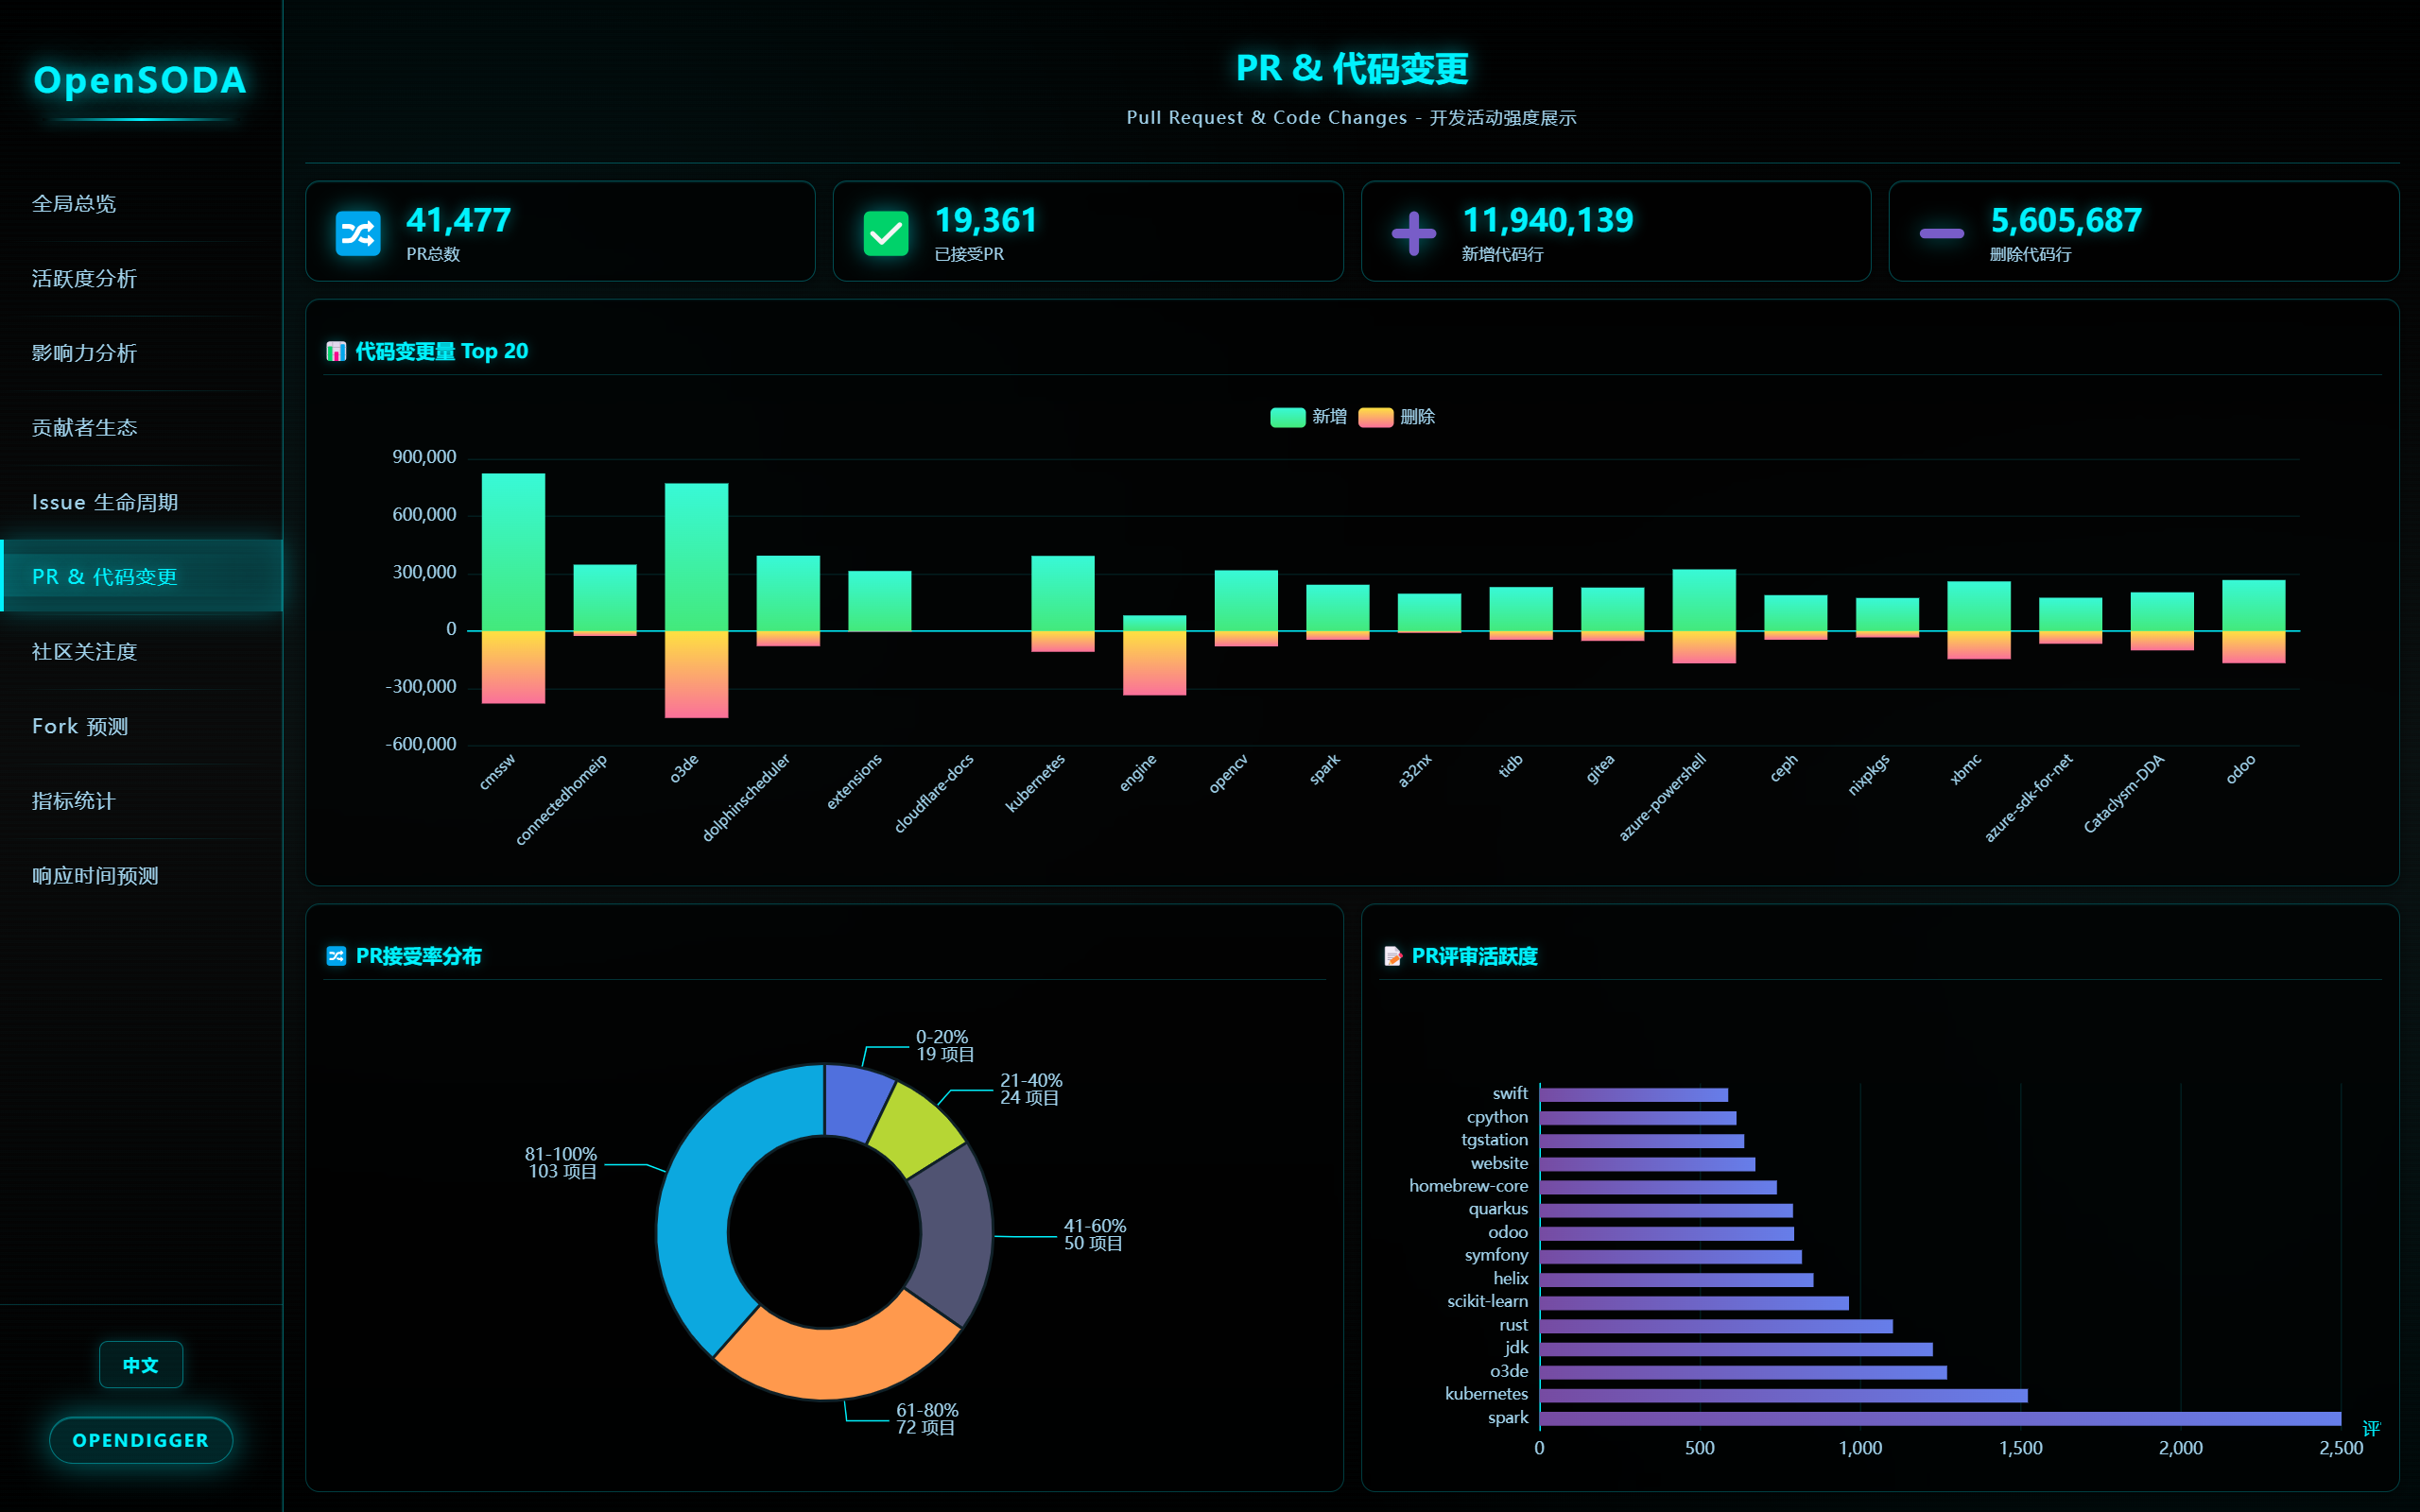 OpenSODA
全局总览
活跃度分析
影响力分析
贡献者生态
Issue 生命周期
PR & 代码变更
社区关注度
Fork 预测
指标统计
响应时间预测
中文
OPENDIGGER
PR & 代码变更
Pull Request & Code Changes - 开发活动强度展示
41,477
PR总数
19,361
已接受PR
11,940,139
新增代码行
5,605,687
删除代码行
代码变更量 Top 20
新增 删除
900,000
600,000
300,000
0
-300,000
-600,000
cmssw
connectedhomeip
o3de
dolphinscheduler
extensions
cloudflare-docs
kubernetes
engine
opencv
spark
a32nx
tidb
gitea
azure-powershell
ceph
nixpkgs
xbmc
azure-sdk-for-net
Cataclysm-DDA
odoo
PR接受率分布
0-20%
19 项目
21-40%
24 项目
41-60%
50 项目
61-80%
72 项目
81-100%
103 项目
PR评审活跃度
swift
cpython
tgstation
website
homebrew-core
quarkus
odoo
symfony
helix
scikit-learn
rust
jdk
o3de
kubernetes
spark
0 500 1,000 1,500 2,000 2,500
评